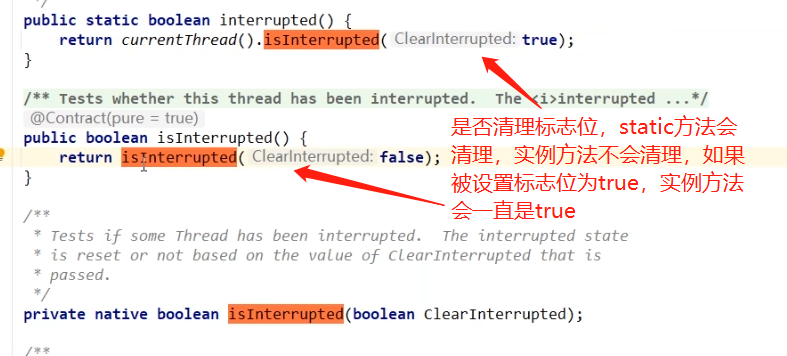 */
public static boolean interrupted() {
return currentThread().isInterrupted( ClearInterrupted: true);
}
/** Tests whether this thread has been interrupted.  The <i>interrupted ...*/
@Contract(pure = true)
public boolean isInterrupted() {
return isInterrupted( ClearInterrupted: false);
}
是否清理标志位，static方法会
清理，实例方法不会清理，如果
被设置标志位为true，实例方法
会一直是true
/**
* Tests if some Thread has been interrupted.  The interrupted state
* is reset or not based on the value of ClearInterrupted that is
* passed.
*/
private native boolean isInterrupted(boolean ClearInterrupted);
/**